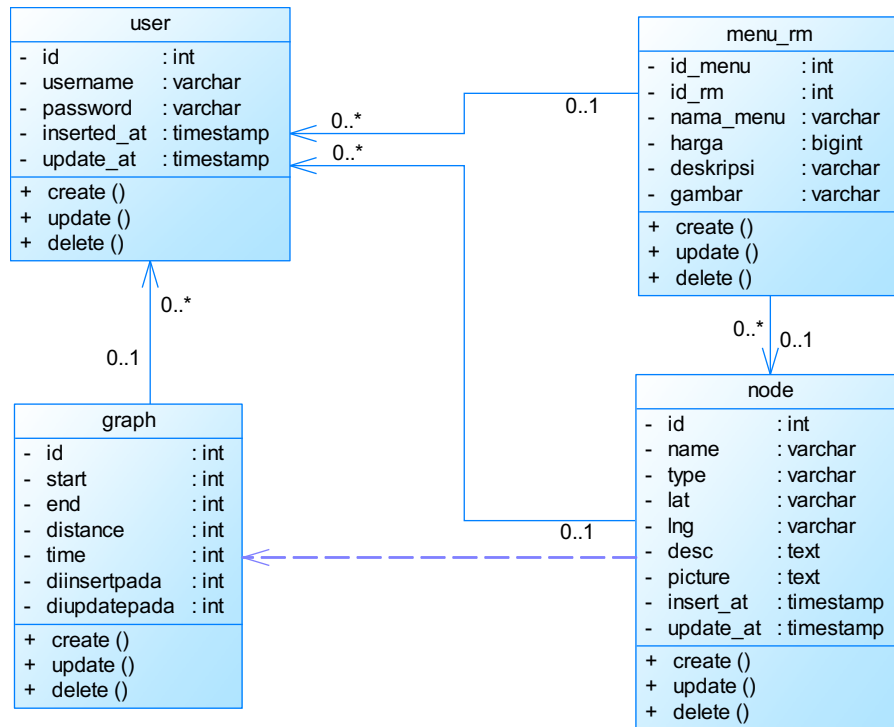 user
- id : int
- username : varchar
- password : varchar
- inserted_at : timestamp
- update_at : timestamp
+ create ()
+ update ()
+ delete ()
menu_rm
- id_menu : int
- id_rm : int
- nama_menu : varchar
- harga : bigint
- deskripsi : varchar
- gambar : varchar
+ create ()
+ update ()
+ delete ()
0..1
0..*
0..*
0..*
0..1
0..*
0..1
graph
- id : int
- start : int
- end : int
- distance : int
- time : int
- diinsertpada : int
- diupdatepada : int
+ create ()
+ update ()
+ delete ()
0..1
node
- id : int
- name : varchar
- type : varchar
- lat : varchar
- lng : varchar
- desc : text
- picture : text
- insert_at : timestamp
- update_at : timestamp
+ create ()
+ update ()
+ delete ()